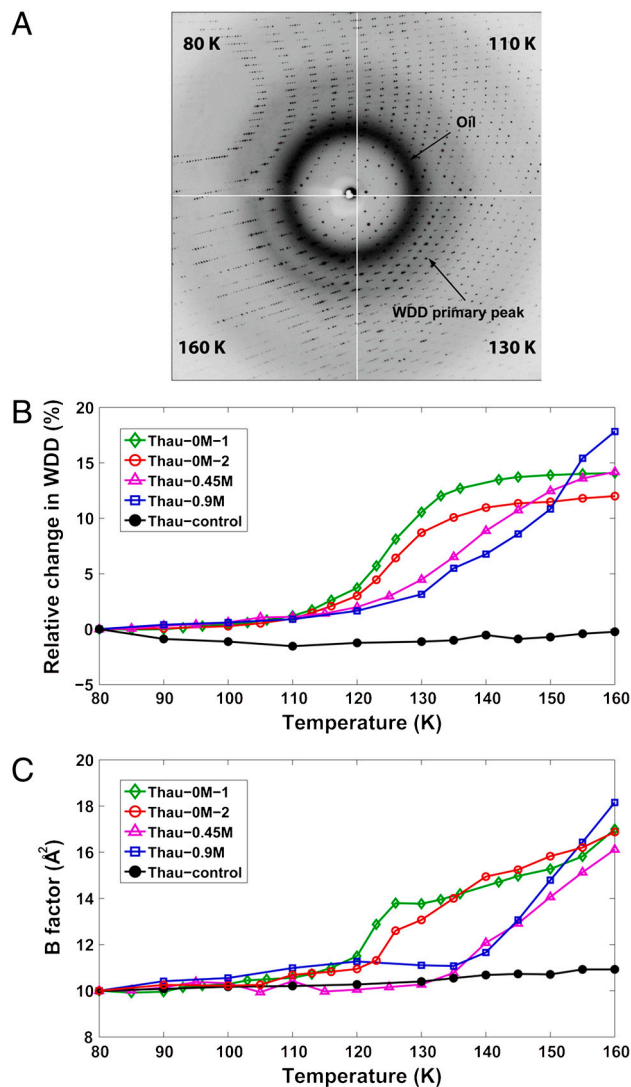 A
80 K
110 K
Oil
WDD primary peak
160 K
130 K
B
Relative change in WDD (%)
20
15
10
5
0
−5
Thau−0M−1
Thau−0M−2
Thau−0.45M
Thau−0.9M
Thau−control
80 90 100 110 120 130 140 150 160
Temperature (K)
C
B factor (Å²)
20
18
16
14
12
10
8
Thau−0M−1
Thau−0M−2
Thau−0.45M
Thau−0.9M
Thau−control
80 90 100 110 120 130 140 150 160
Temperature (K)